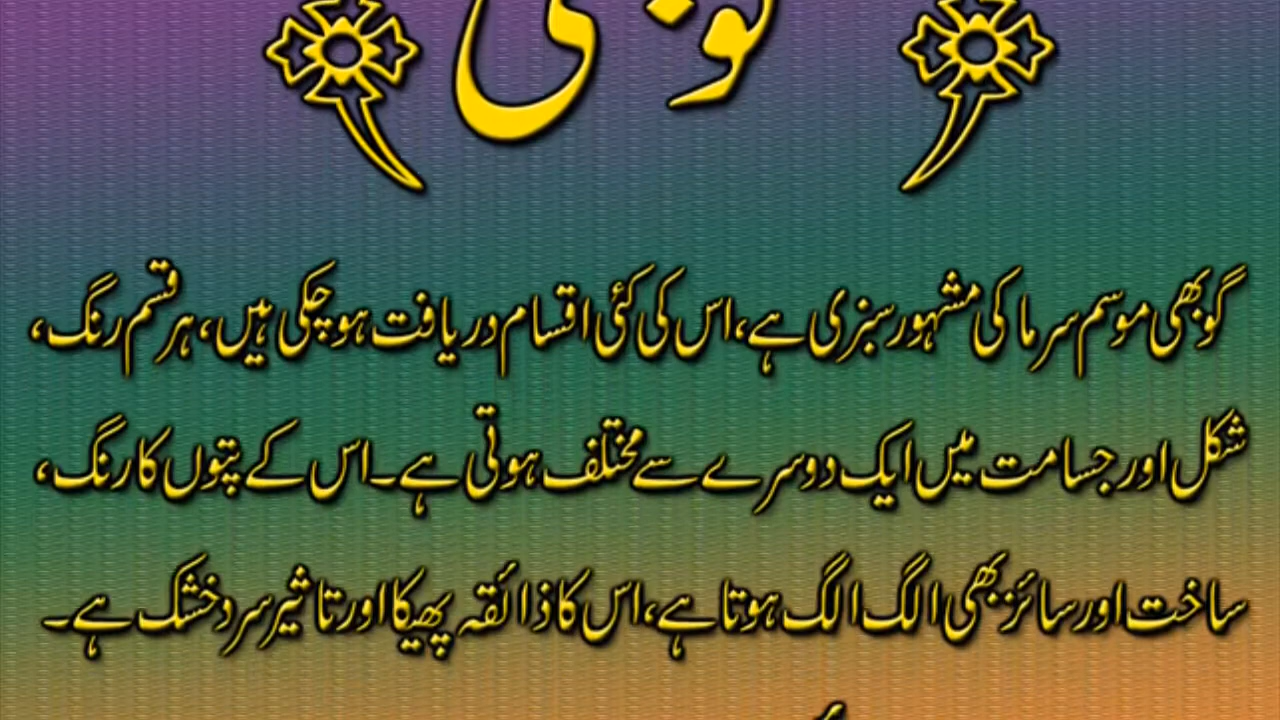 گوبھی
گوبھی موسم سرما کی مشہور سبزی ہے، اس کی کئی اقسام دریافت ہو چکی ہیں، ہر قسم رنگ،
شکل اور جسامت میں ایک دوسرے سے مختلف ہوتی ہے۔ اس کے پتوں کا رنگ،
ساخت اور سائز بھی الگ الگ ہوتا ہے، اس کا ذائقہ پھیکا اور تاثیر سرد خشک ہے۔